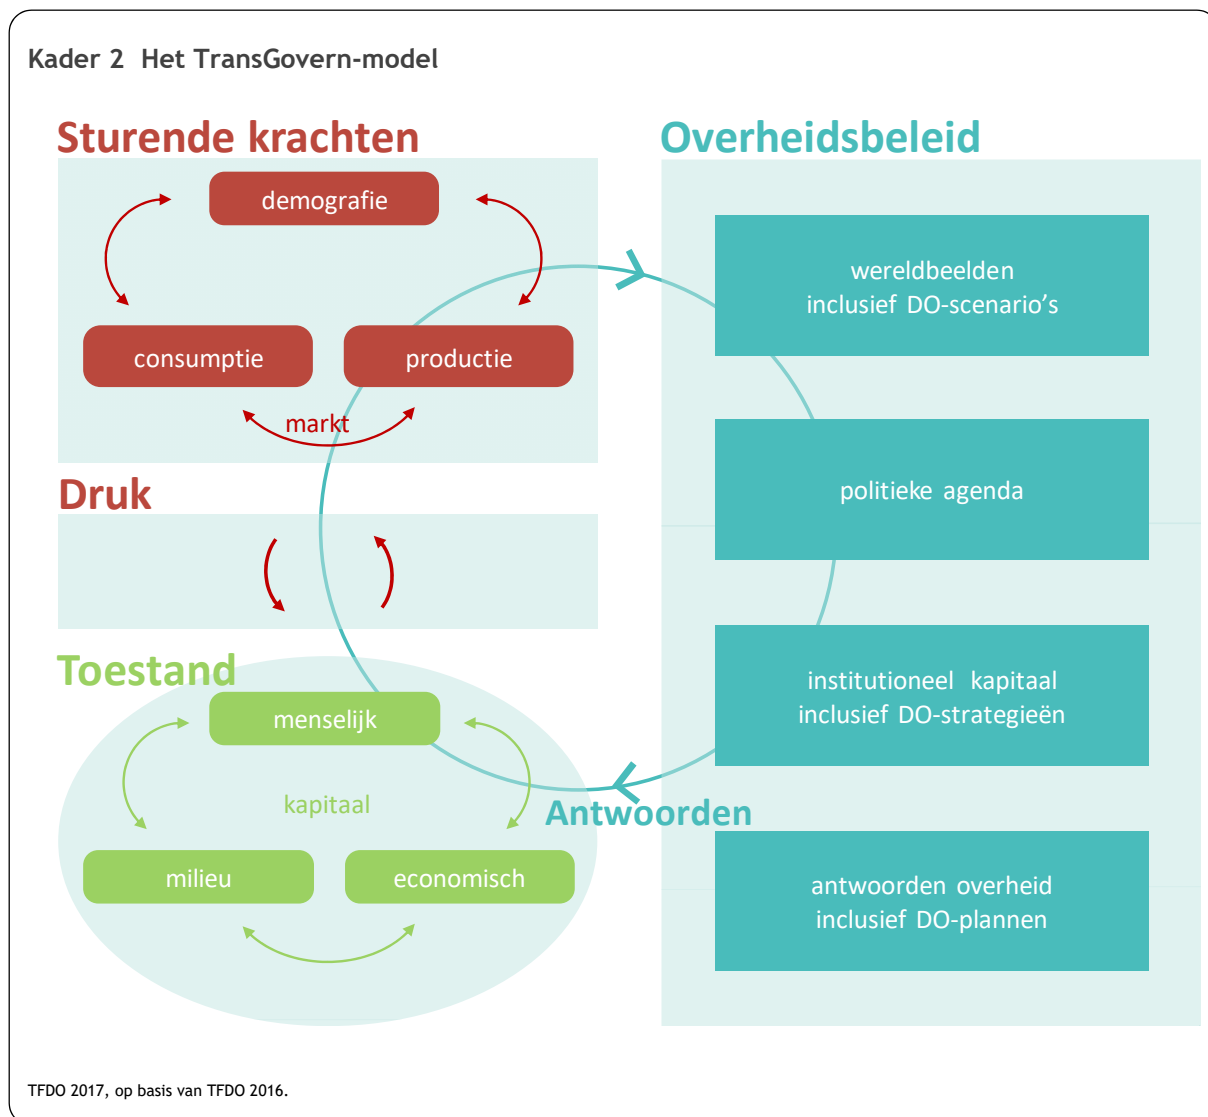 Kader 2 Het TransGovern-model
Sturende krachten
demografie
consumptie
productie
markt
Druk
Toestand
menselijk
kapitaal
milieu
economisch
Overheidsbeleid
wereldbeelden
inclusief DO-scenario's
politieke agenda
institutioneel kapitaal
inclusief DO-strategieën
antwoorden overheid
inclusief DO-plannen
Antwoorden
TFDO 2017, op basis van TFDO 2016.